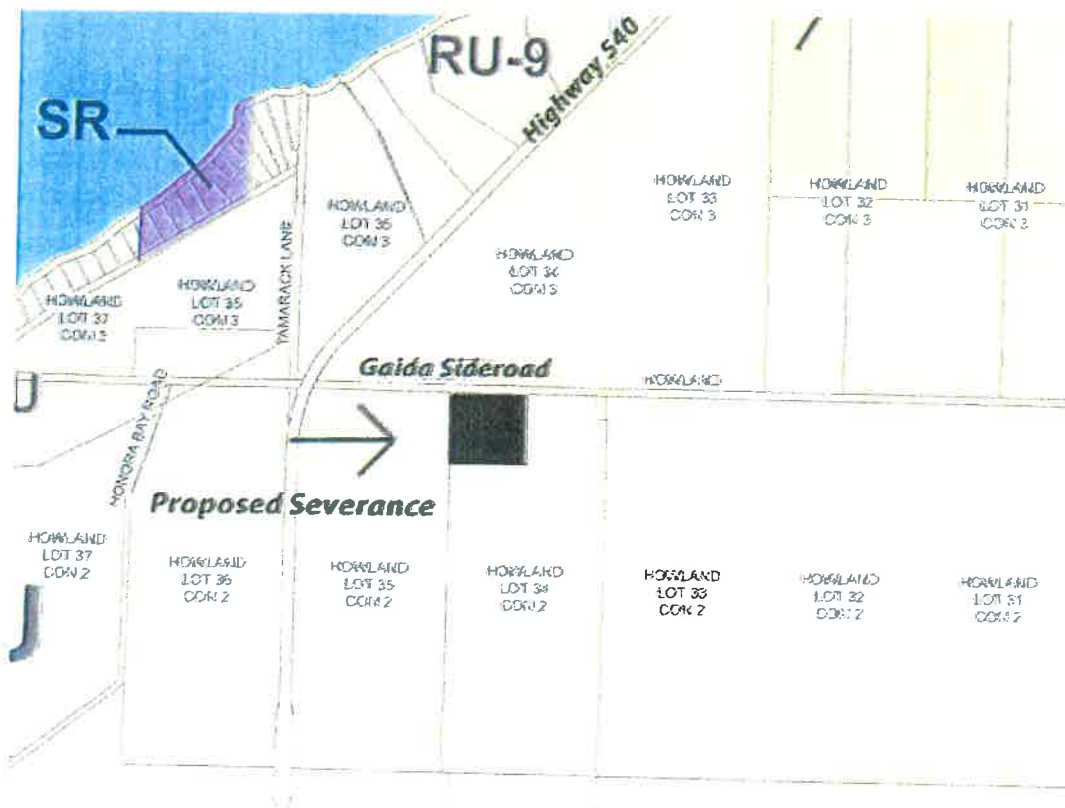 RU-9
Highway 540
SR
HOWLAND
LOT 33
CON 3
HOWLAND
LOT 32
CON 3
HOWLAND
LOT 31
CON 3
HOWLAND
LOT 35
CON 3
TAMARACK LANE
HOWLAND
LOT 34
CON 3
HOWLAND
LOT 37
CON 3
HOWLAND
LOT 35
CON 3
Gaida Sideroad
HOWLAND
HONORA BAY ROAD
Proposed Severance
HOWLAND
LOT 37
CON 2
HOWLAND
LOT 36
CON 2
HOWLAND
LOT 35
CON 2
HOWLAND
LOT 34
CON 2
HOWLAND
LOT 33
CON 2
HOWLAND
LOT 32
CON 2
HOWLAND
LOT 31
CON 2